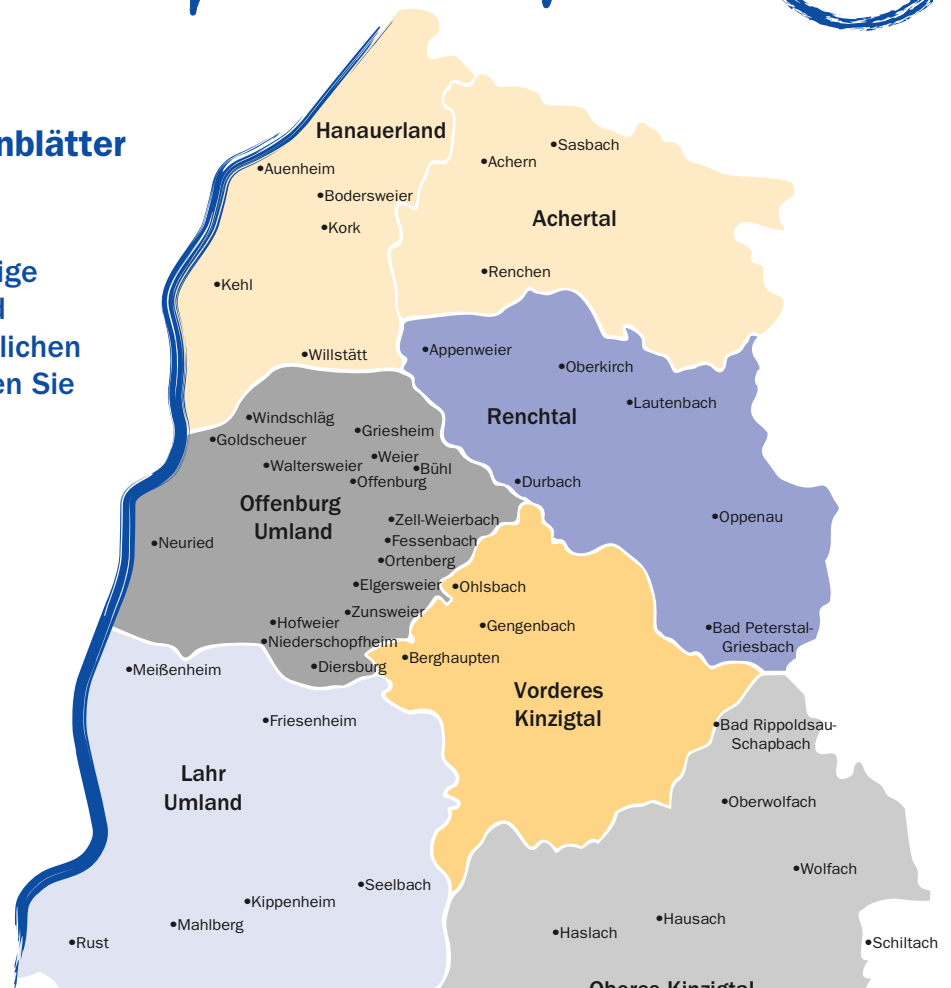 nblätter
ige
d
lichen
en Sie
Hanauerland
•Auenheim
•Bodersweier
•Kork
•Kehl
•Willstätt
•Sasbach
•Achern
Achertal
•Renchen
•Appenweier
•Oberkirch
•Lautenbach
Renchtal
•Durbach
•Oppenau
•Bad Peterstal-
Griesbach
•Windschläg
•Goldscheuer
•Griesheim
•Weier
•Waltersweier
•Bühl
•Offenburg
Offenburg
Umland
•Zell-Weierbach
•Fessenbach
•Neuried
•Ortenberg
•Elgersweier
•Zunsweier
•Hofweier
•Niederschopfheim
•Diersburg
•Ohlsbach
•Gengenbach
•Berghaupten
Vorderes
Kinzigtal
•Meißenheim
•Friesenheim
Lahr
Umland
•Seelbach
•Kippenheim
•Mahlberg
•Rust
•Bad Rippoldsau-
Schapbach
•Oberwolfach
•Wolfach
•Hausach
•Haslach
•Schiltach
Oberes Kinzigtal